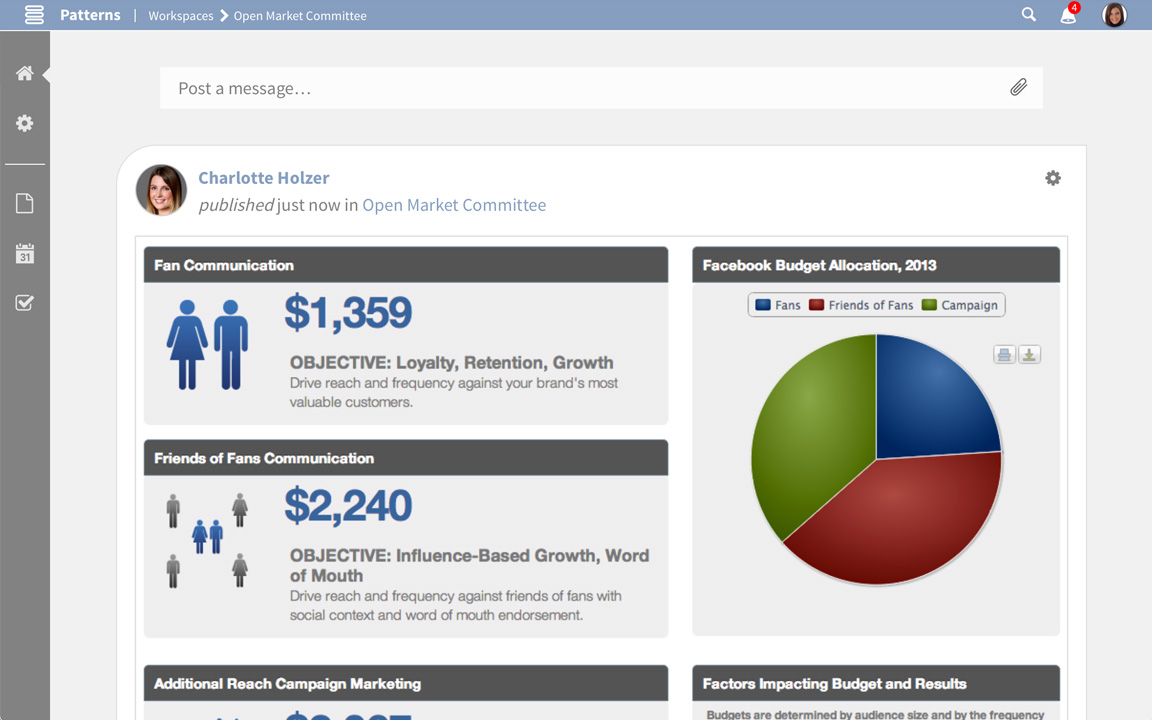 Patterns | Workspaces Open Market Committee
4
Post a message…
31
Charlotte Holzer
published just now in Open Market Committee
Fan Communication
$1,359
OBJECTIVE: Loyalty, Retention, Growth
Drive reach and frequency against your brand's most
valuable customers.
Friends of Fans Communication
$2,240
OBJECTIVE: Influence-Based Growth, Word
of Mouth
Drive reach and frequency against friends of fans with
social context and word of mouth endorsement.
Additional Reach Campaign Marketing
Facebook Budget Allocation, 2013
Fans Friends of Fans Campaign
Factors Impacting Budget and Results
Budgets are determined by audience size and by the frequency